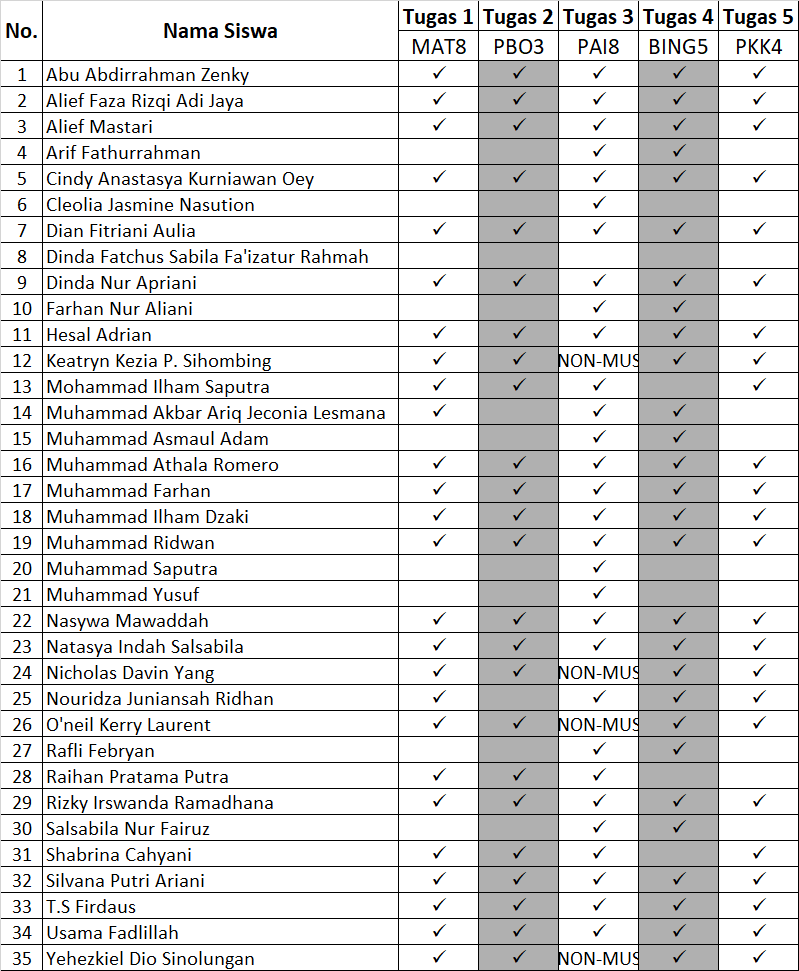 No. Nama Siswa Tugas 1 Tugas 2 Tugas 3 Tugas 4 Tugas 5
MAT8 PBO3 PAI8 BING5 PKK4
1 Abu Abdirrahman Zenky ✓ ✓ ✓ ✓ ✓
2 Alief Faza Rizqi Adi Jaya ✓ ✓ ✓ ✓ ✓
3 Alief Mastari ✓ ✓ ✓ ✓ ✓
4 Arif Fathurrahman ✓ ✓
5 Cindy Anastasya Kurniawan Oey ✓ ✓ ✓ ✓ ✓
6 Cleolia Jasmine Nasution ✓
7 Dian Fitriani Aulia ✓ ✓ ✓ ✓ ✓
8 Dinda Fatchus Sabila Fa'izatur Rahmah
9 Dinda Nur Apriani ✓ ✓ ✓ ✓ ✓
10 Farhan Nur Aliani ✓ ✓
11 Hesal Adrian ✓ ✓ ✓ ✓ ✓
12 Keatryn Kezia P. Sihombing ✓ ✓ NON-MUS ✓ ✓
13 Mohammad Ilham Saputra ✓ ✓ ✓ ✓
14 Muhammad Akbar Ariq Jeconia Lesmana ✓ ✓ ✓
15 Muhammad Asmaul Adam ✓ ✓
16 Muhammad Athala Romero ✓ ✓ ✓ ✓ ✓
17 Muhammad Farhan ✓ ✓ ✓ ✓ ✓
18 Muhammad Ilham Dzaki ✓ ✓ ✓ ✓ ✓
19 Muhammad Ridwan ✓ ✓ ✓ ✓ ✓
20 Muhammad Saputra ✓
21 Muhammad Yusuf ✓
22 Nasywa Mawaddah ✓ ✓ ✓ ✓ ✓
23 Natasya Indah Salsabila ✓ ✓ ✓ ✓ ✓
24 Nicholas Davin Yang ✓ ✓ NON-MUS ✓ ✓
25 Nouridza Juniansah Ridhan ✓ ✓ ✓ ✓
26 O'neil Kerry Laurent ✓ ✓ NON-MUS ✓ ✓
27 Rafli Febryan ✓ ✓
28 Raihan Pratama Putra ✓ ✓ ✓
29 Rizky Irswanda Ramadhana ✓ ✓ ✓ ✓ ✓
30 Salsabila Nur Fairuz ✓ ✓
31 Shabrina Cahyani ✓ ✓ ✓ ✓
32 Silvana Putri Ariani ✓ ✓ ✓ ✓ ✓
33 T.S Firdaus ✓ ✓ ✓ ✓ ✓
34 Usama Fadlillah ✓ ✓ ✓ ✓ ✓
35 Yehezkiel Dio Sinolungan ✓ ✓ NON-MUS ✓ ✓